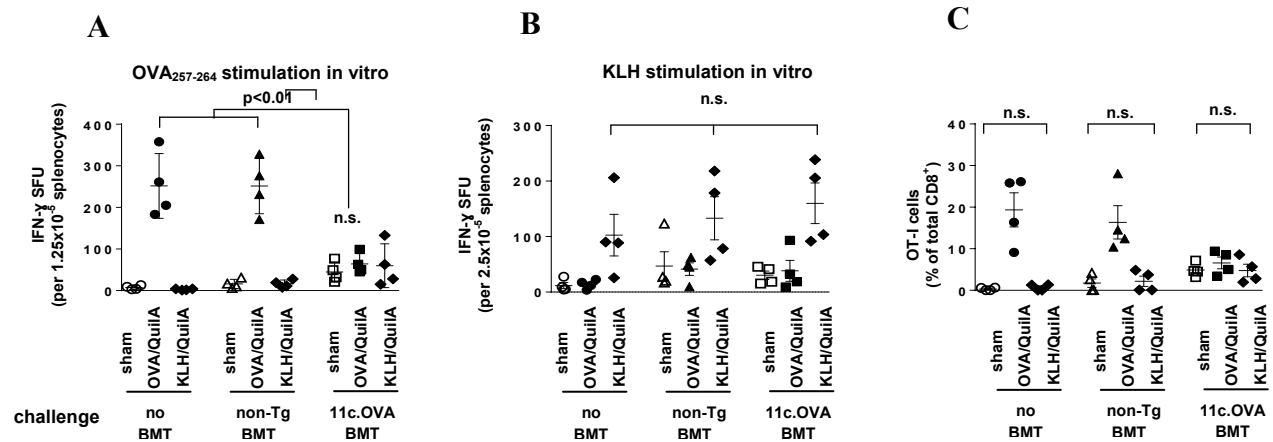 A
OVA257-264 stimulation in vitro
p<0.01
n.s.
IFN-ɣ SFU
(per 1.25x10-5 splenocytes)
400
300
200
100
0
sham
OVA/QuilA
KLH/QuilA
sham
OVA/QuilA
KLH/QuilA
sham
OVA/QuilA
KLH/QuilA
challenge
no
BMT
non-Tg
BMT
11c.OVA
BMT
B
KLH stimulation in vitro
n.s.
IFN-ɣ SFU
(per 2.5x10-5 splenocytes)
300
200
100
0
sham
OVA/QuilA
KLH/QuilA
sham
OVA/QuilA
KLH/QuilA
sham
OVA/QuilA
KLH/QuilA
no
BMT
non-Tg
BMT
11c.OVA
BMT
C
n.s.
n.s.
n.s.
OT-I cells
(% of total CD8+)
40
30
20
10
0
sham
OVA/QuilA
KLH/QuilA
sham
OVA/QuilA
KLH/QuilA
sham
OVA/QuilA
KLH/QuilA
no
BMT
non-Tg
BMT
11c.OVA
BMT